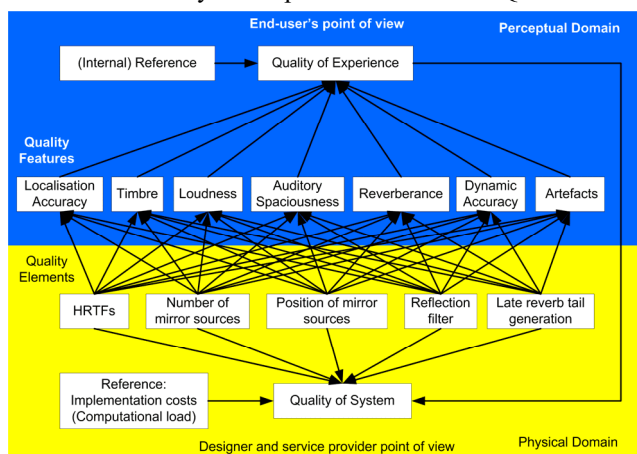 End-user's point of view
Perceptual Domain
(Internal) Reference
Quality of Experience
Quality
Features
Localisation
Accuracy
Timbre
Loudness
Auditory
Spaciousness
Reverberance
Dynamic
Accuracy
Artefacts
Quality
Elements
HRTFs
Number of
mirror sources
Position of mirror
sources
Reflection
filter
Late reverb tail
generation
Reference:
Implementation costs
(Computational load)
Quality of System
Designer and service provider point of view
Physical Domain